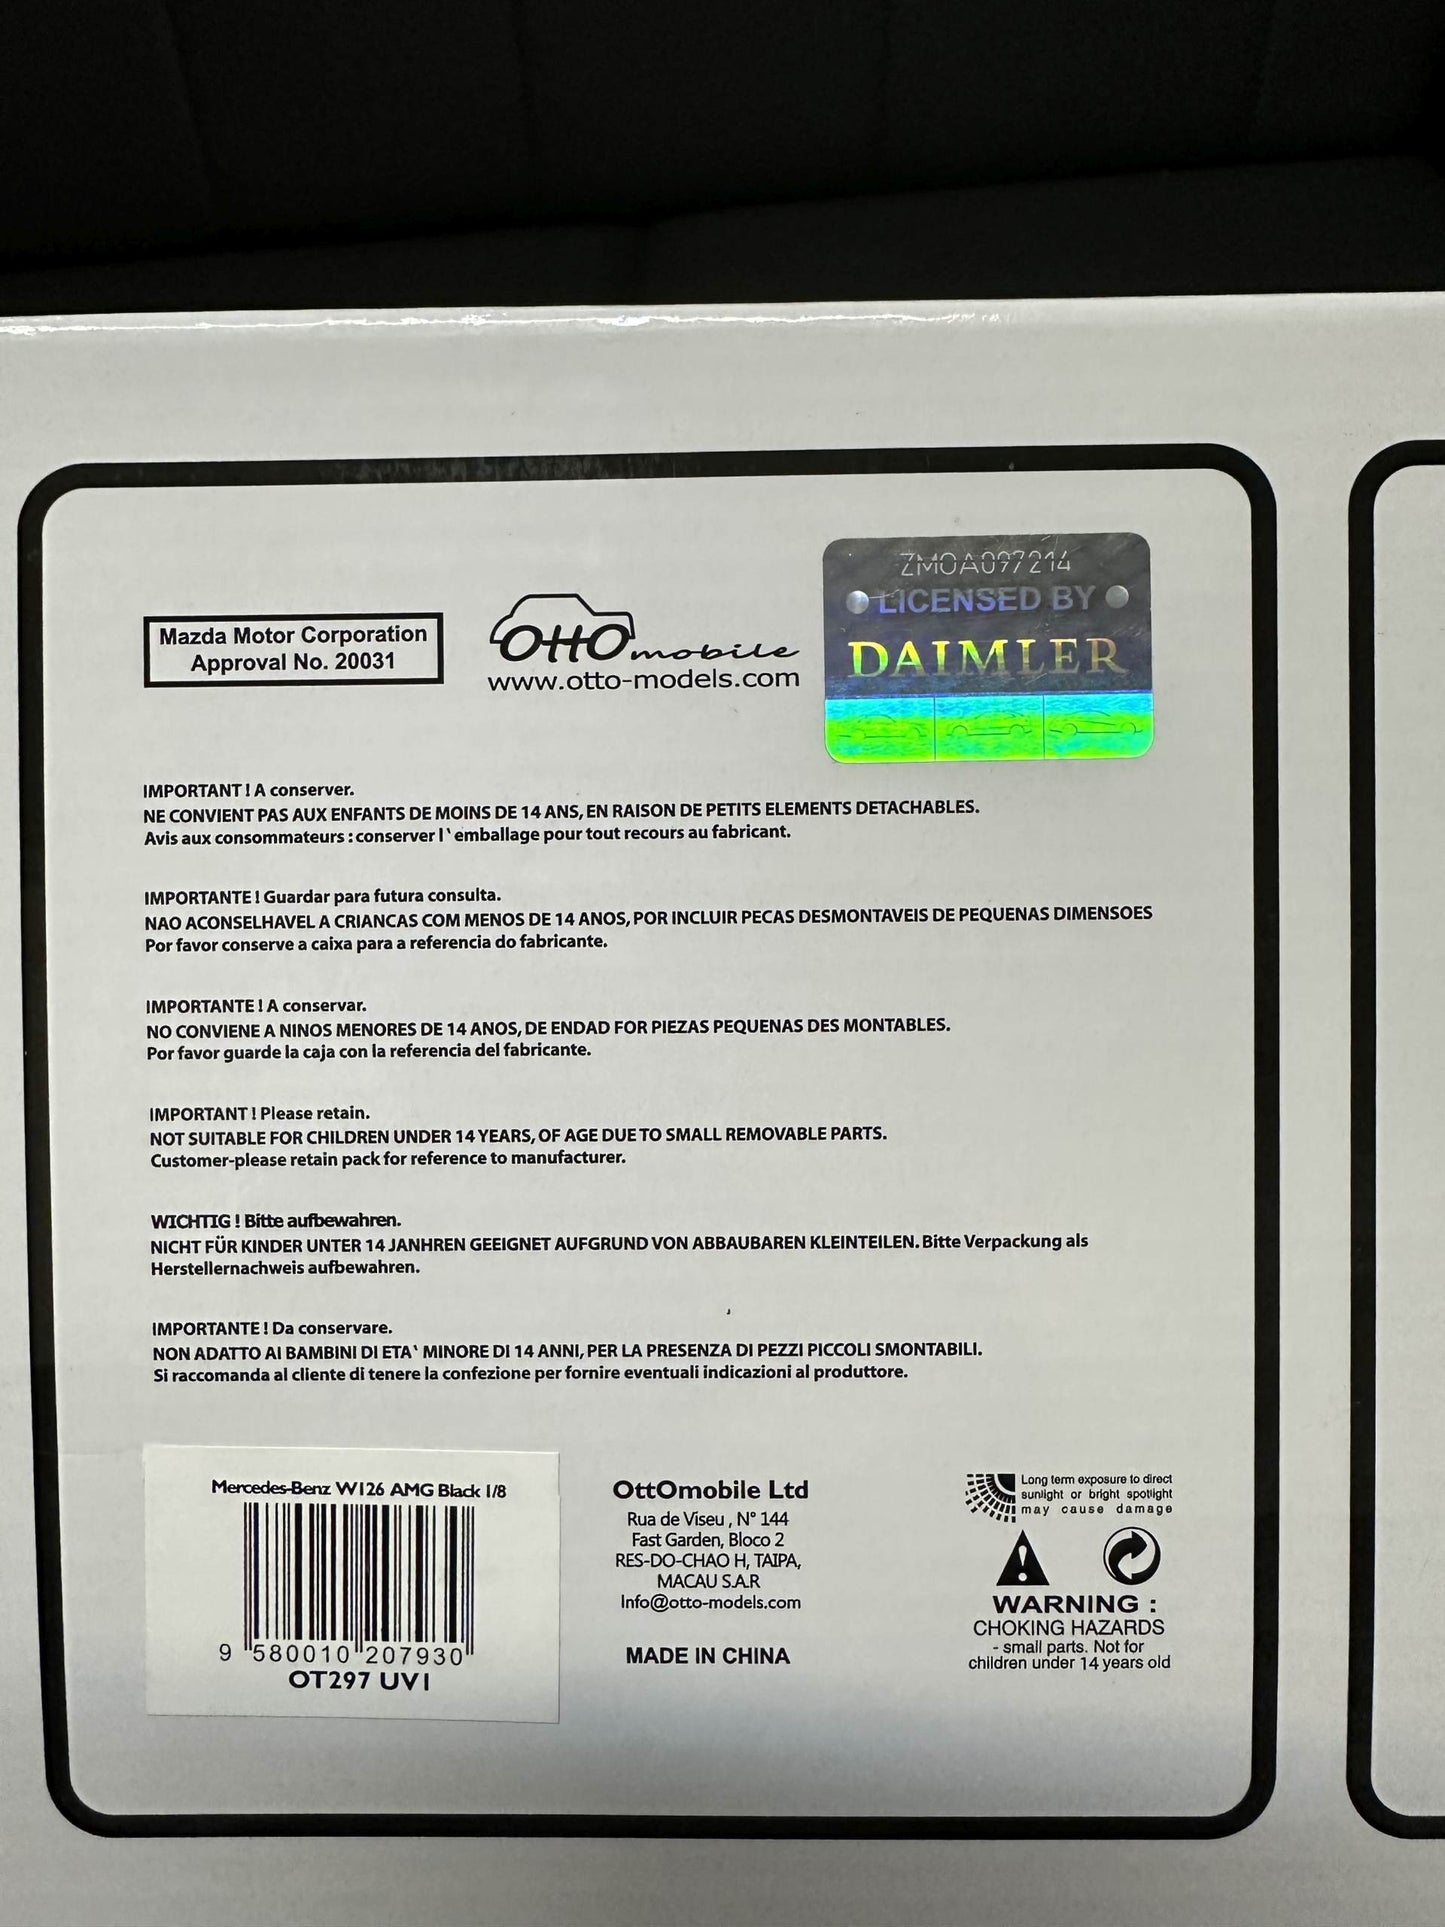 Mazda Motor Corporation
Approval No. 20031
OttOmobile
www.otto-models.com
ZM0A097214
LICENSED BY
DAIMLER
IMPORTANT ! A conserver.
NE CONVIENT PAS AUX ENFANTS DE MOINS DE 14 ANS, EN RAISON DE PETITS ELEMENTS DETACHABLES.
Avis aux consommateurs : conserver l ‵ emballage pour tout recours au fabricant.
IMPORTANTE ! Guardar para futura consulta.
NAO ACONSELHAVEL A CRIANCAS COM MENOS DE 14 ANOS, POR INCLUIR PECAS DESMONTAVEIS DE PEQUENAS DIMENSOES
Por favor conserve a caixa para a referencia do fabricante.
IMPORTANTE ! A conservar.
NO CONVIENE A NINOS MENORES DE 14 ANOS, DE ENDAD FOR PIEZAS PEQUENAS DES MONTABLES.
Por favor guarde la caja con la referencia del fabricante.
IMPORTANT ! Please retain.
NOT SUITABLE FOR CHILDREN UNDER 14 YEARS, OF AGE DUE TO SMALL REMOVABLE PARTS.
Customer-please retain pack for reference to manufacturer.
WICHTIG ! Bitte aufbewahren.
NICHT FÜR KINDER UNTER 14 JANHREN GEEIGNET AUFGRUND VON ABBAUBAREN KLEINTEILEN. Bitte Verpackung als
Herstellernachweis aufbewahren.
IMPORTANTE ! Da conservare.
NON ADATTO AI BAMBINI DI ETA‵ MINORE DI 14 ANNI, PER LA PRESENZA DI PEZZI PICCOLI SMONTABILI.
Si raccomanda al cliente di tenere la confezione per fornire eventuali indicazioni al produttore.
Mercedes-Benz W126 AMG Black 1/8
9 580010 207930
OT297 UV1
OttOmobile Ltd
Rua de Viseu , N° 144
Fast Garden, Bloco 2
RES-DO-CHAO H, TAIPA,
MACAU S.A.R
Info@otto-models.com
MADE IN CHINA
Long term exposure to direct
sunlight or bright spotlight
may cause damage
WARNING :
CHOKING HAZARDS
- small parts. Not for
children under 14 years old